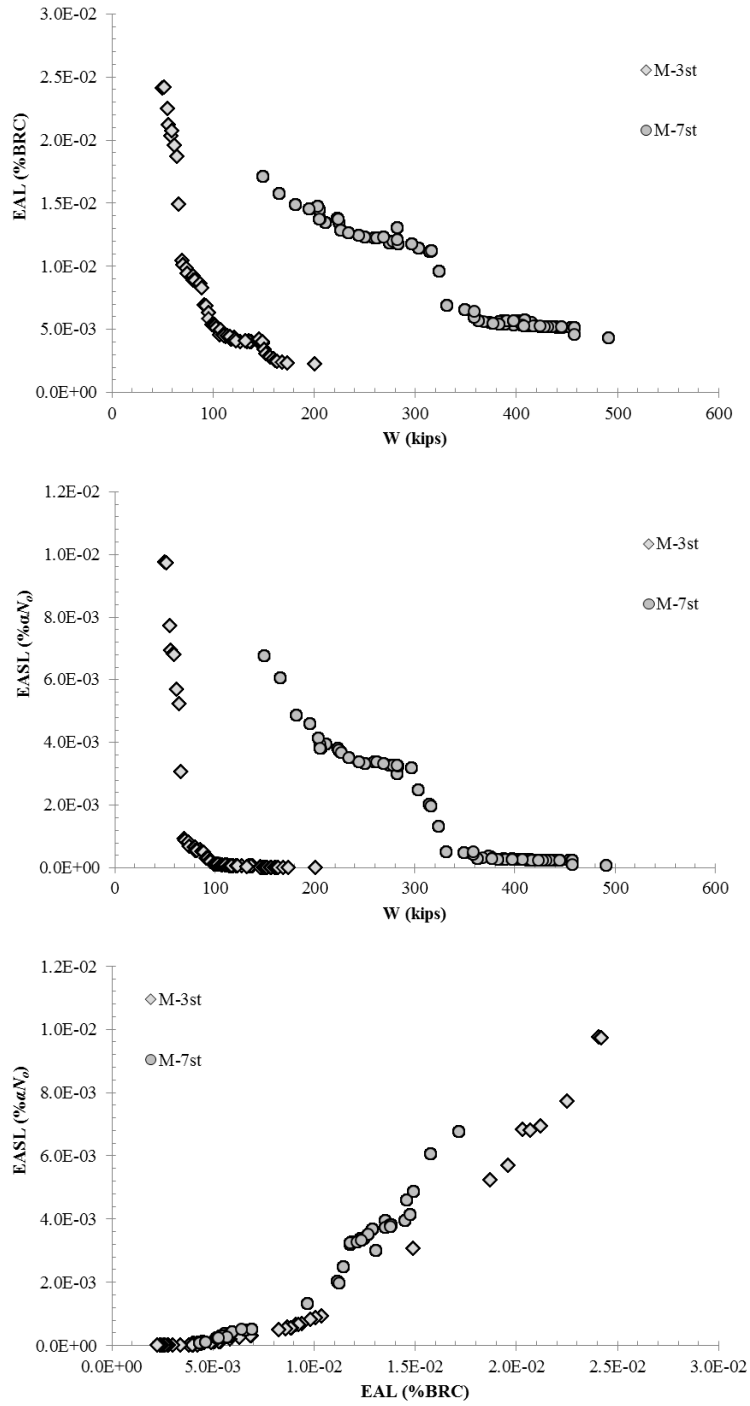 3.0E-02
2.5E-02
2.0E-02
1.5E-02
1.0E-02
5.0E-03
0.0E+00
EAL (%BRC)
M-3st
M-7st
0 100 200 300 400 500 600
W (kips)
1.2E-02
1.0E-02
8.0E-03
6.0E-03
4.0E-03
2.0E-03
0.0E+00
EASL (%αNₒ)
M-3st
M-7st
0 100 200 300 400 500 600
W (kips)
1.2E-02
1.0E-02
8.0E-03
6.0E-03
4.0E-03
2.0E-03
0.0E+00
EASL (%αNₒ)
M-3st
M-7st
0.0E+00 5.0E-03 1.0E-02 1.5E-02 2.0E-02 2.5E-02 3.0E-02
EAL (%BRC)